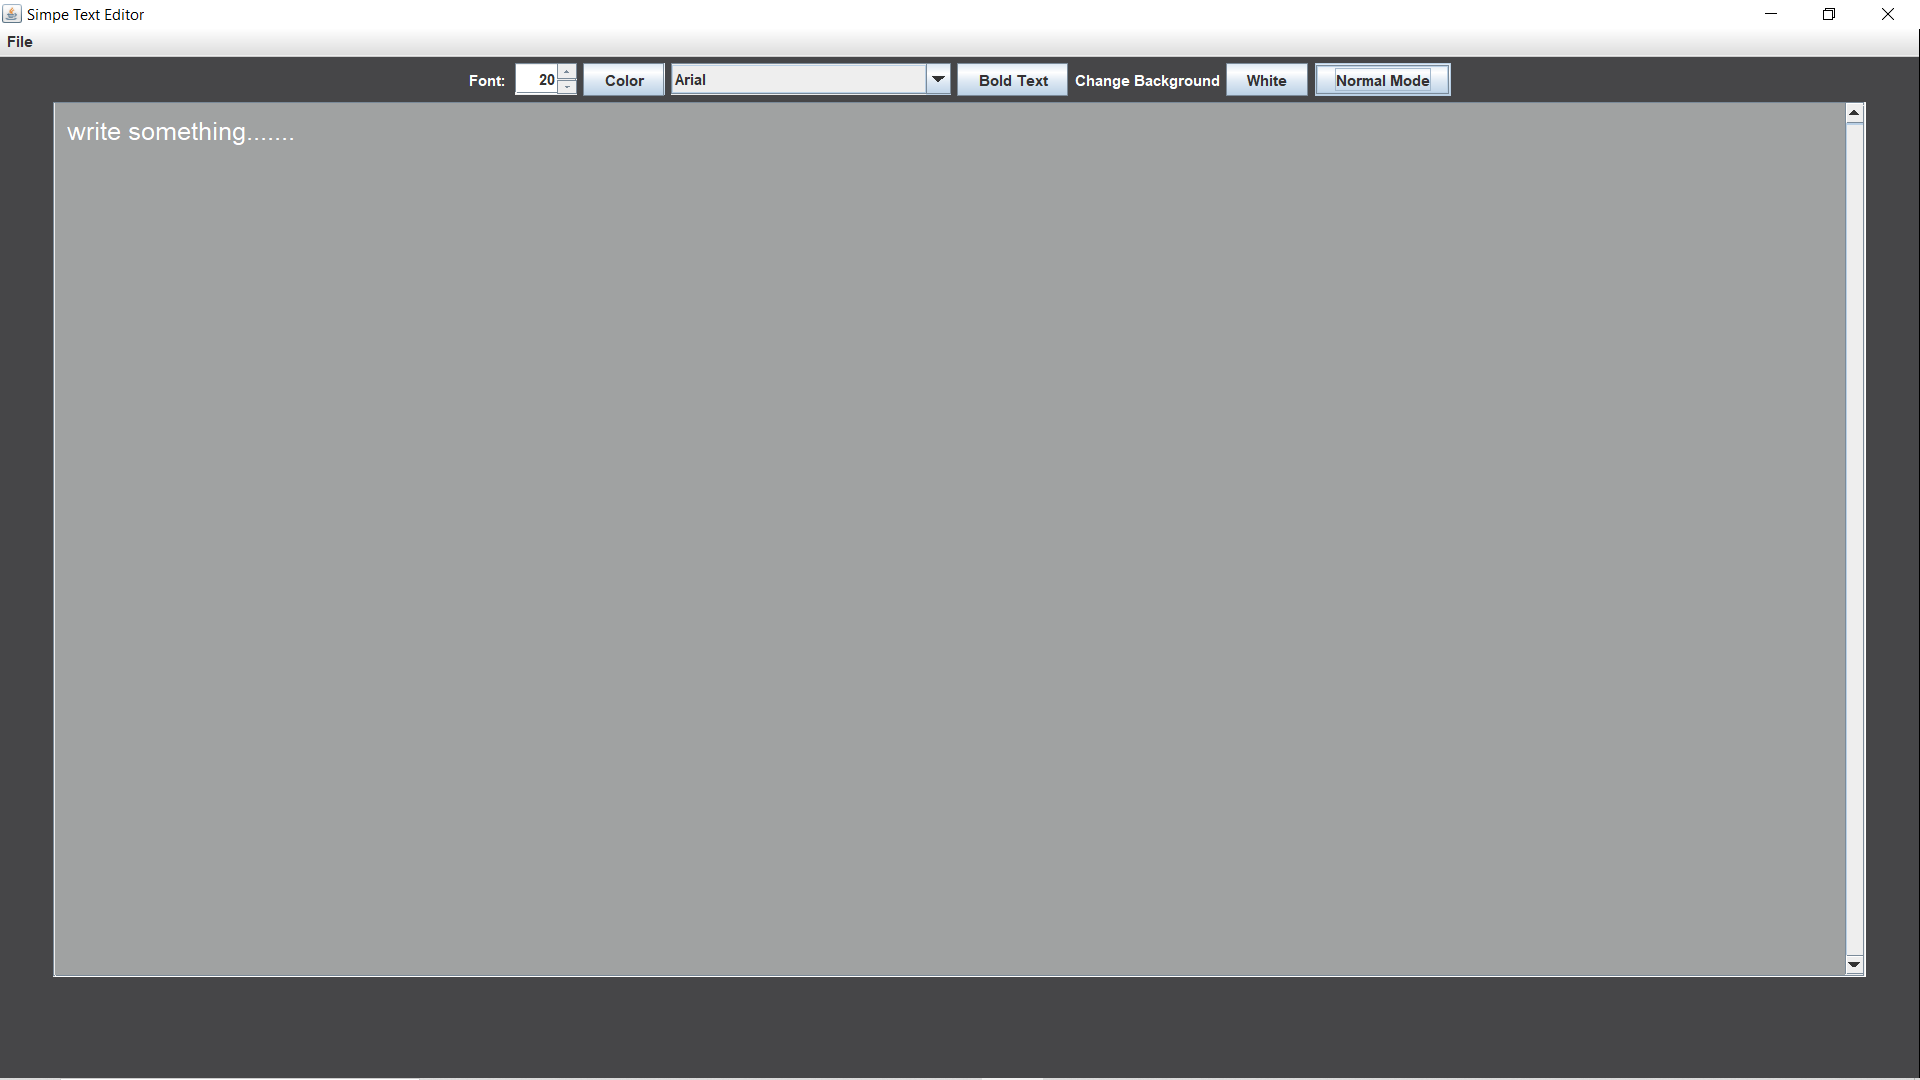 Simpe Text Editor
File
Font: 20 Color Arial Bold Text Change Background White Normal Mode
write something.......